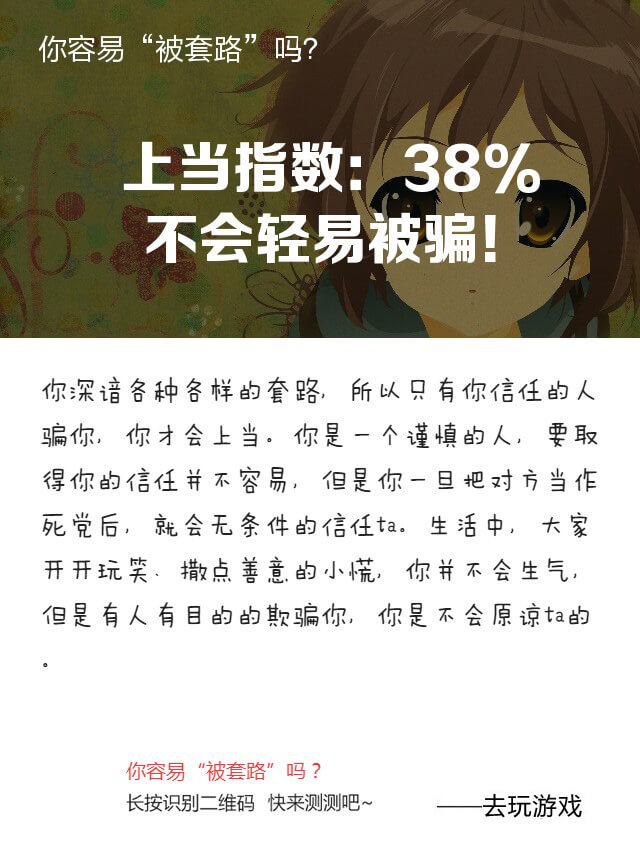 你容易“被套路”吗?
上当指数: 38%
不会轻易被骗!
你深谙各种各样的套路, 所以只有你信任的人
骗你, 你才会上当。你是一个谨慎的人, 要取
得你的信任并不容易, 但是你一旦把对方当作
死党后, 就会无条件的信任ta。生活中, 大家
开开玩笑、撒点善意的小慌, 你并不会生气,
但是有人有目的的欺骗你, 你是不会原谅ta的
。
你容易“被套路”吗？
长按识别二维码 快来测测吧~
——去玩游戏